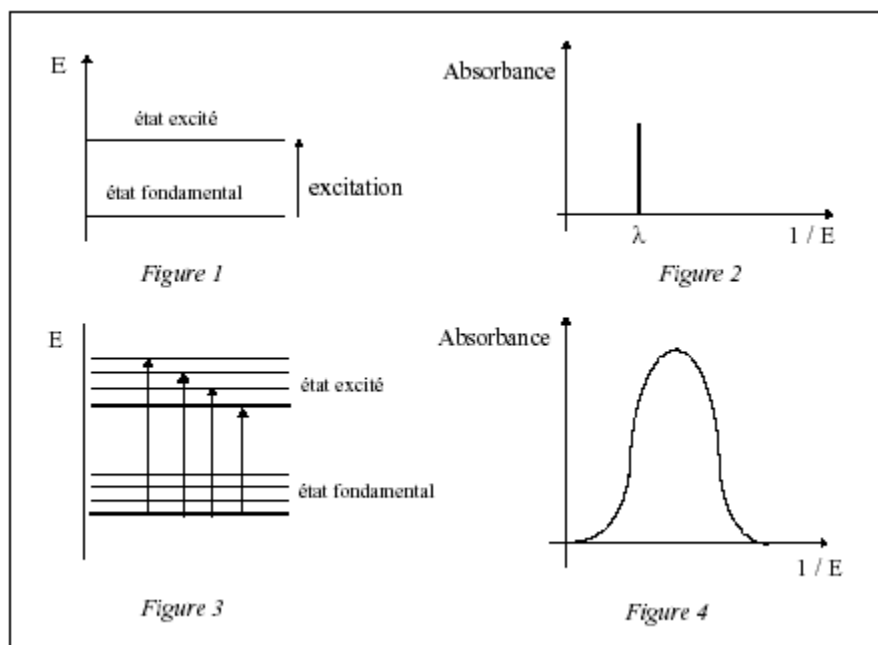 E
état excité
état fondamental
excitation
Figure 1
Absorbance
λ
1 / E
Figure 2
E
état excité
état fondamental
Figure 3
Absorbance
1 / E
Figure 4